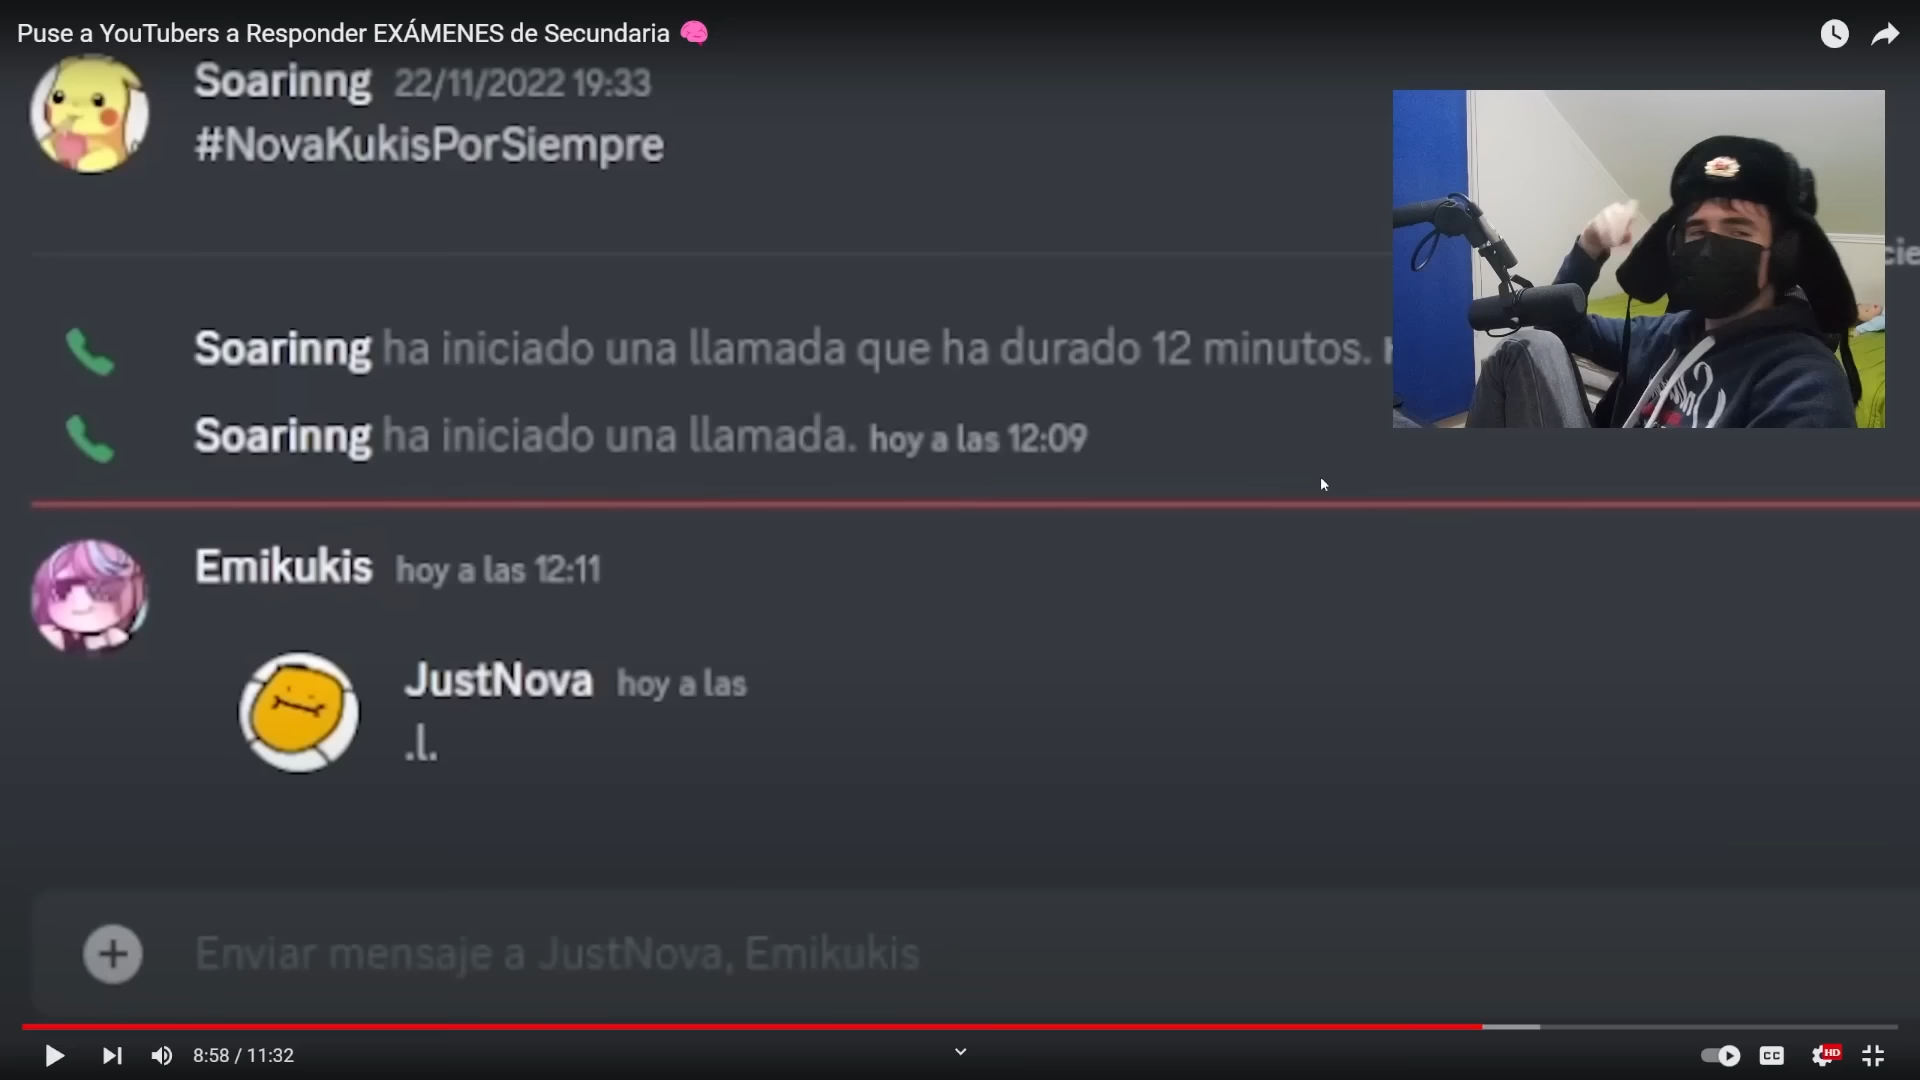 Puse a YouTubers a Responder EXÁMENES de Secundaria
Soarinng 22/11/2022 19:33
#NovaKukisPorSiempre
Soarinng ha iniciado una llamada que ha durado 12 minutos.
Soarinng ha iniciado una llamada. hoy a las 12:09
Emikukis hoy a las 12:11
JustNova hoy a las
.l.
Enviar mensaje a JustNova, Emikukis
8:58 / 11:32
CC
HD